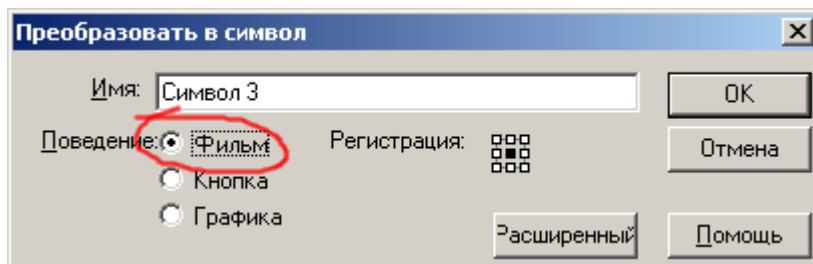 Преобразовать в символ
Имя: Символ 3 OK
Поведение: Фильм Регистрация: Отмена
Кнопка
Графика Расширенный Помощь